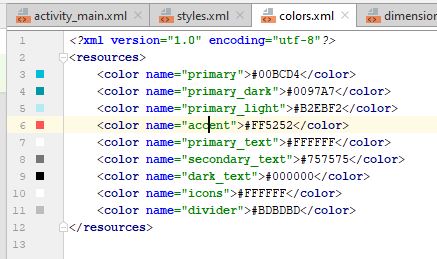 activity_main.xml × styles.xml × colors.xml × dimension
1 <?xml version="1.0" encoding="utf-8"?>
2 <resources>
3 <color name="primary">#00BCD4</color>
4 <color name="primary_dark">#0097A7</color>
5 <color name="primary_light">#B2EBF2</color>
6 <color name="accent">#FF5252</color>
7 <color name="primary_text">#FFFFFF</color>
8 <color name="secondary_text">#757575</color>
9 <color name="dark_text">#000000</color>
10 <color name="icons">#FFFFFF</color>
11 <color name="divider">#BDBDBD</color>
12 </resources>
13